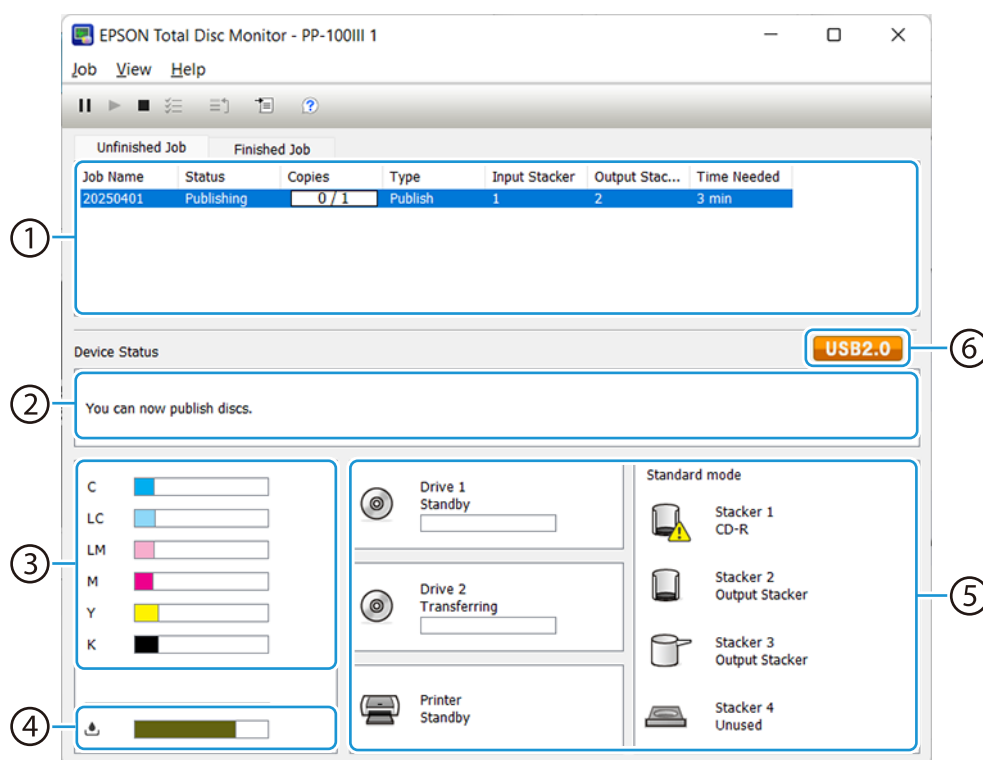 EPSON Total Disc Monitor - PP-100III 1
Job View Help
Unfinished Job Finished Job
Job Name Status Copies Type Input Stacker Output Stac... Time Needed
20250401 Publishing 0 / 1 Publish 1 2 3 min
1
Device Status
USB2.0
6
2
You can now publish discs.
3
C
LC
LM
M
Y
K
4
Drive 1
Standby
Drive 2
Transferring
Printer
Standby
Standard mode
Stacker 1
CD-R
Stacker 2
Output Stacker
Stacker 3
Output Stacker
Stacker 4
Unused
5